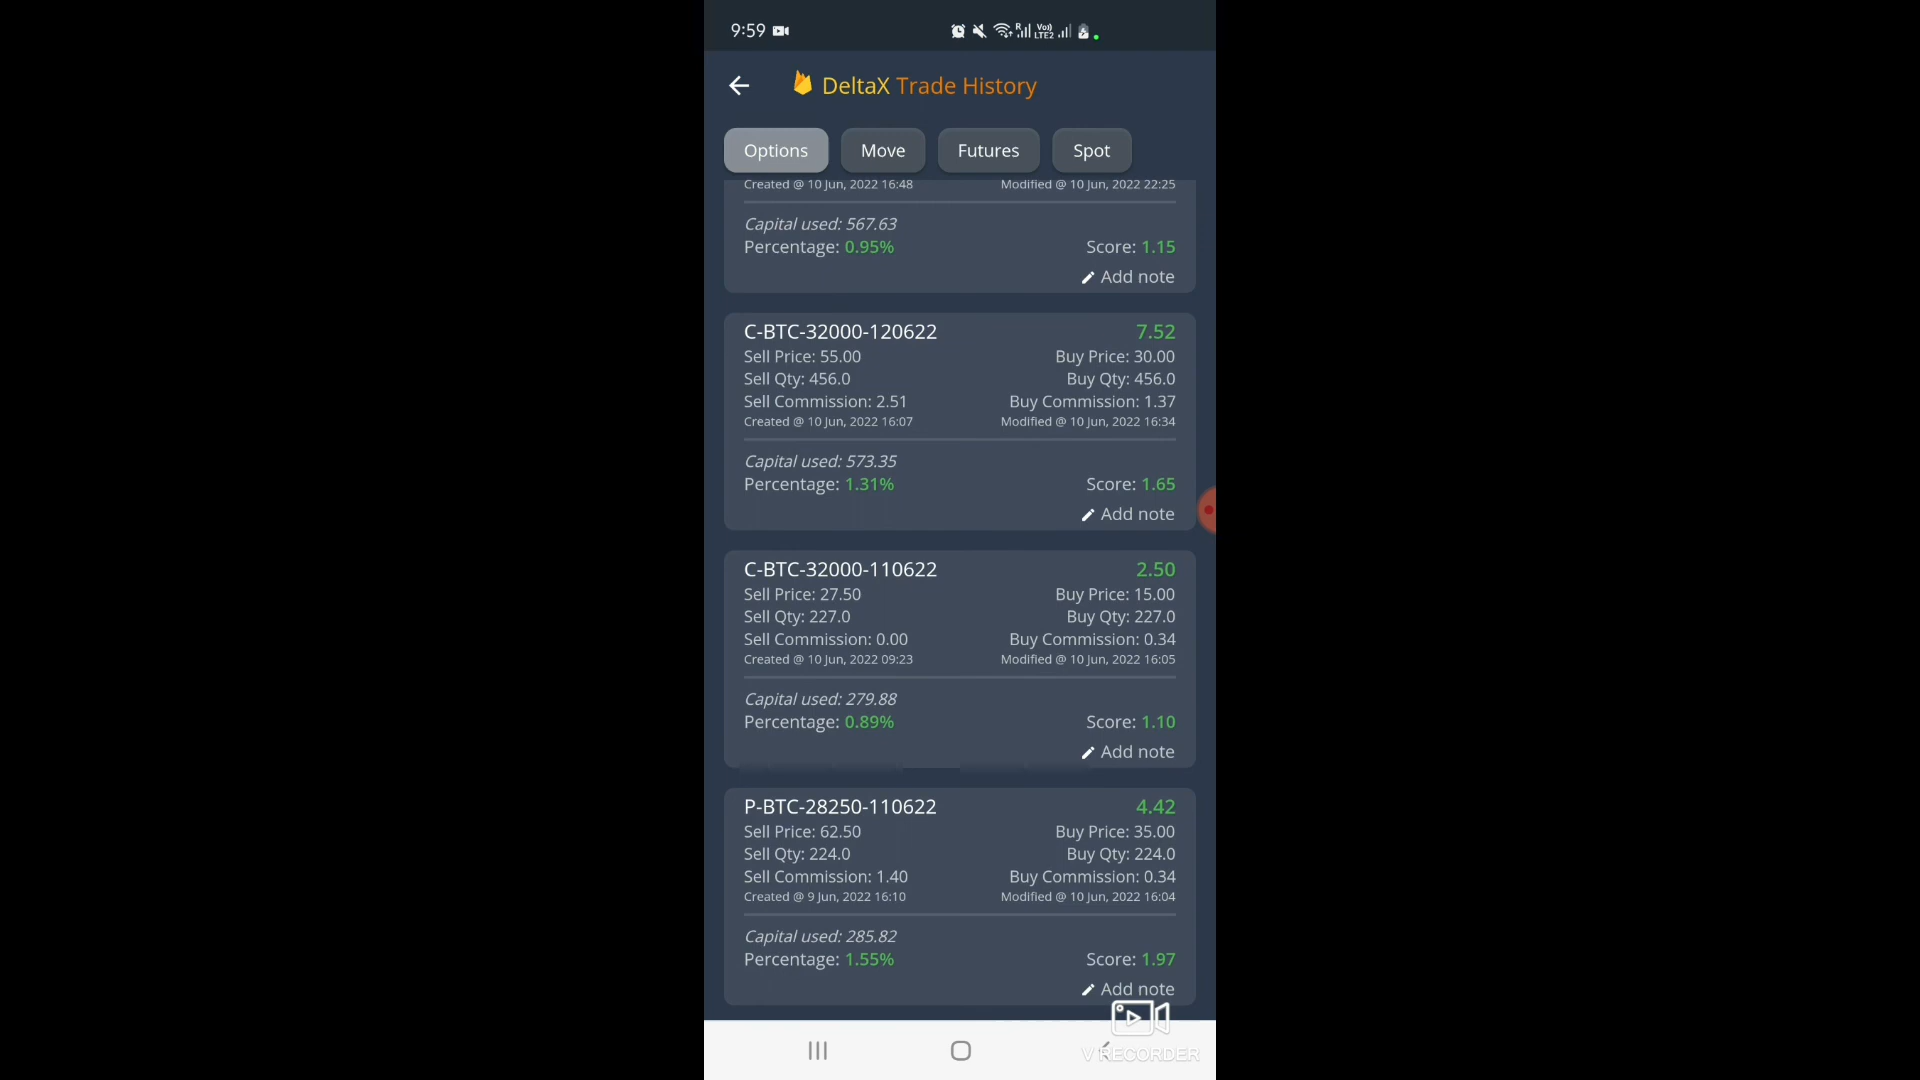 9:59
R Vo)) LTE2
DeltaX Trade History
Options Move Futures Spot
Created @ 10 Jun, 2022 16:48 Modified @ 10 Jun, 2022 22:25
Capital used: 567.63
Percentage: 0.95% Score: 1.15
Add note
C-BTC-32000-120622 7.52
Sell Price: 55.00 Buy Price: 30.00
Sell Qty: 456.0 Buy Qty: 456.0
Sell Commission: 2.51 Buy Commission: 1.37
Created @ 10 Jun, 2022 16:07 Modified @ 10 Jun, 2022 16:34
Capital used: 573.35
Percentage: 1.31% Score: 1.65
Add note
C-BTC-32000-110622 2.50
Sell Price: 27.50 Buy Price: 15.00
Sell Qty: 227.0 Buy Qty: 227.0
Sell Commission: 0.00 Buy Commission: 0.34
Created @ 10 Jun, 2022 09:23 Modified @ 10 Jun, 2022 16:05
Capital used: 279.88
Percentage: 0.89% Score: 1.10
Add note
P-BTC-28250-110622 4.42
Sell Price: 62.50 Buy Price: 35.00
Sell Qty: 224.0 Buy Qty: 224.0
Sell Commission: 1.40 Buy Commission: 0.34
Created @ 9 Jun, 2022 16:10 Modified @ 10 Jun, 2022 16:04
Capital used: 285.82
Percentage: 1.55% Score: 1.97
Add note
V RECORDER